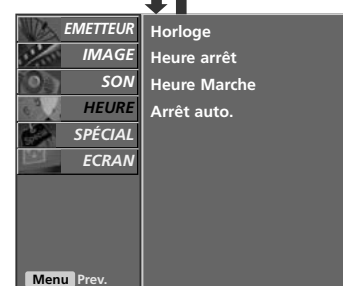 EMETTEUR
IMAGE
SON
HEURE
SPÉCIAL
ECRAN
Horloge
Heure arrêt
Heure Marche
Arrêt auto.
Menu Prev.